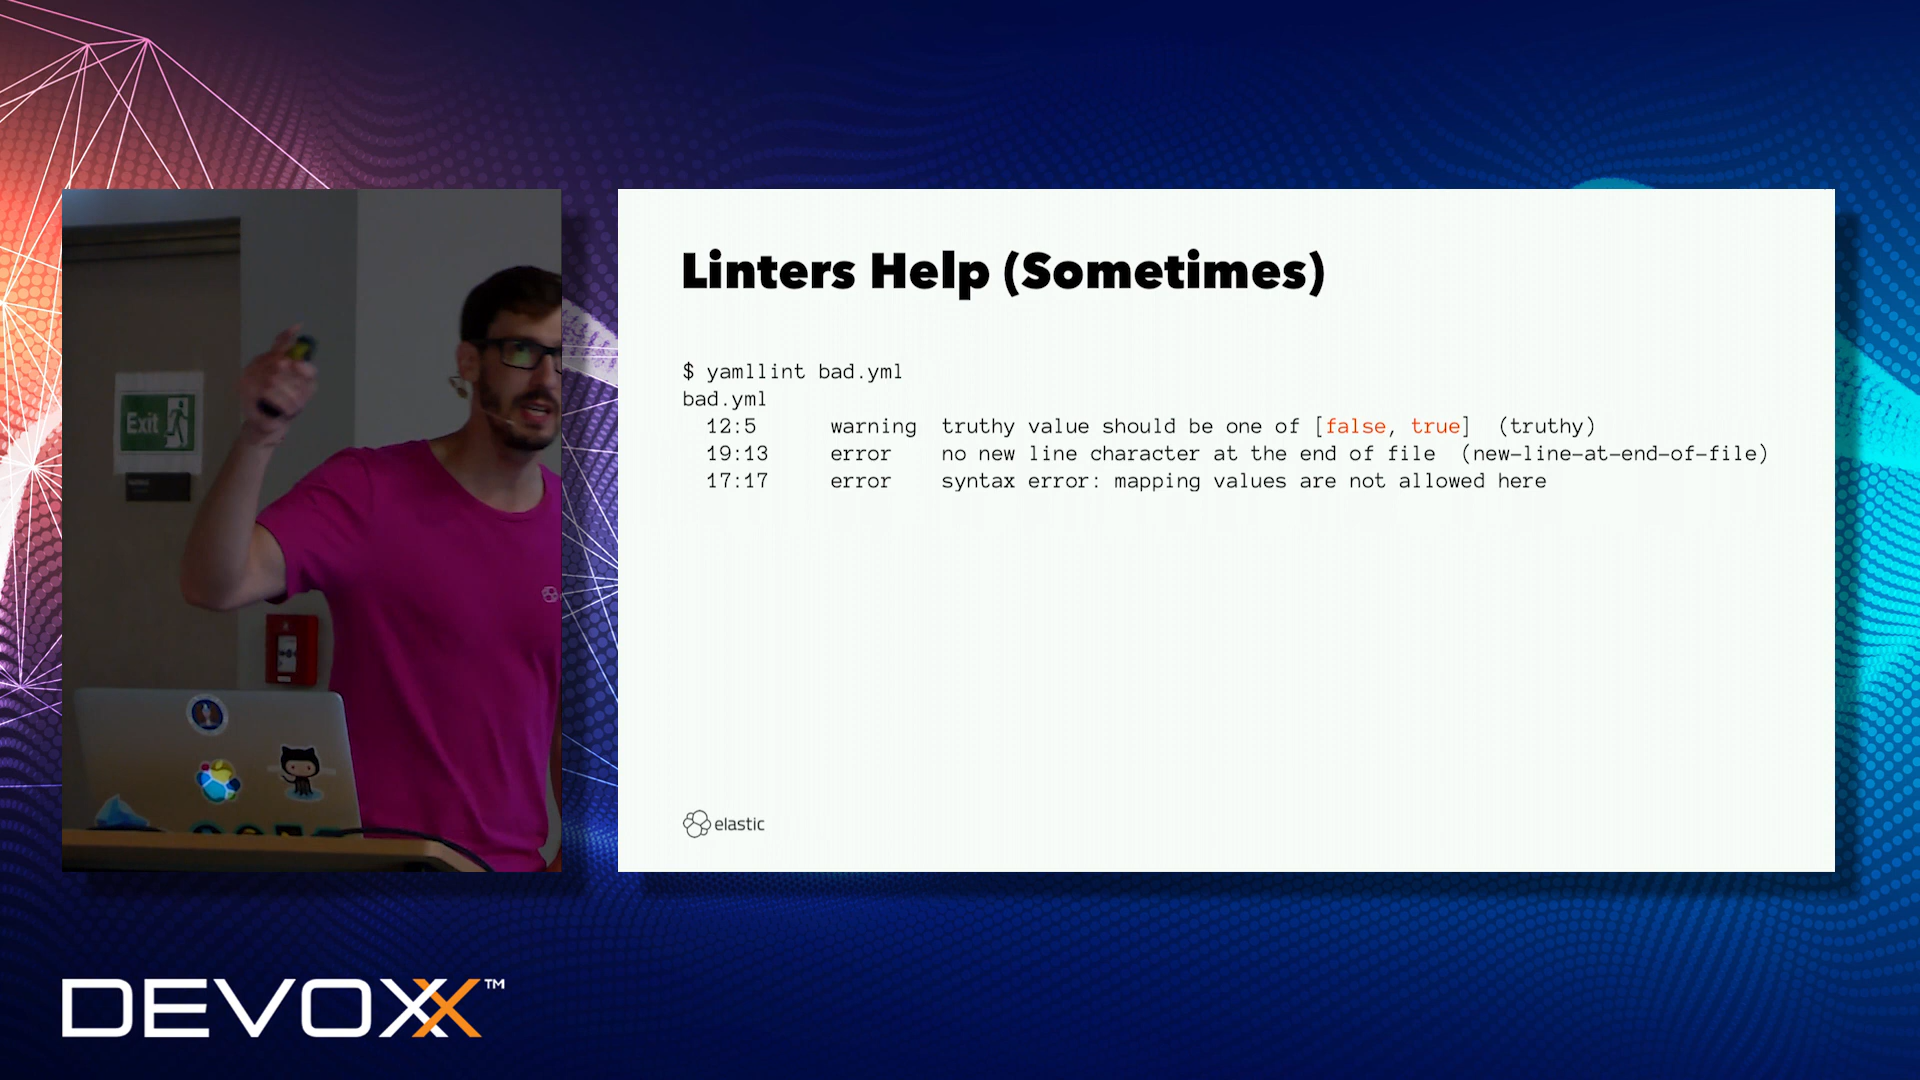 Linters Help (Sometimes)
$ yamllint bad.yml
bad.yml
12:5 warning truthy value should be one of [false, true] (truthy)
19:13 error no new line character at the end of file (new-line-at-end-of-file)
17:17 error syntax error: mapping values are not allowed here
elastic
Exit
DEVOXX™